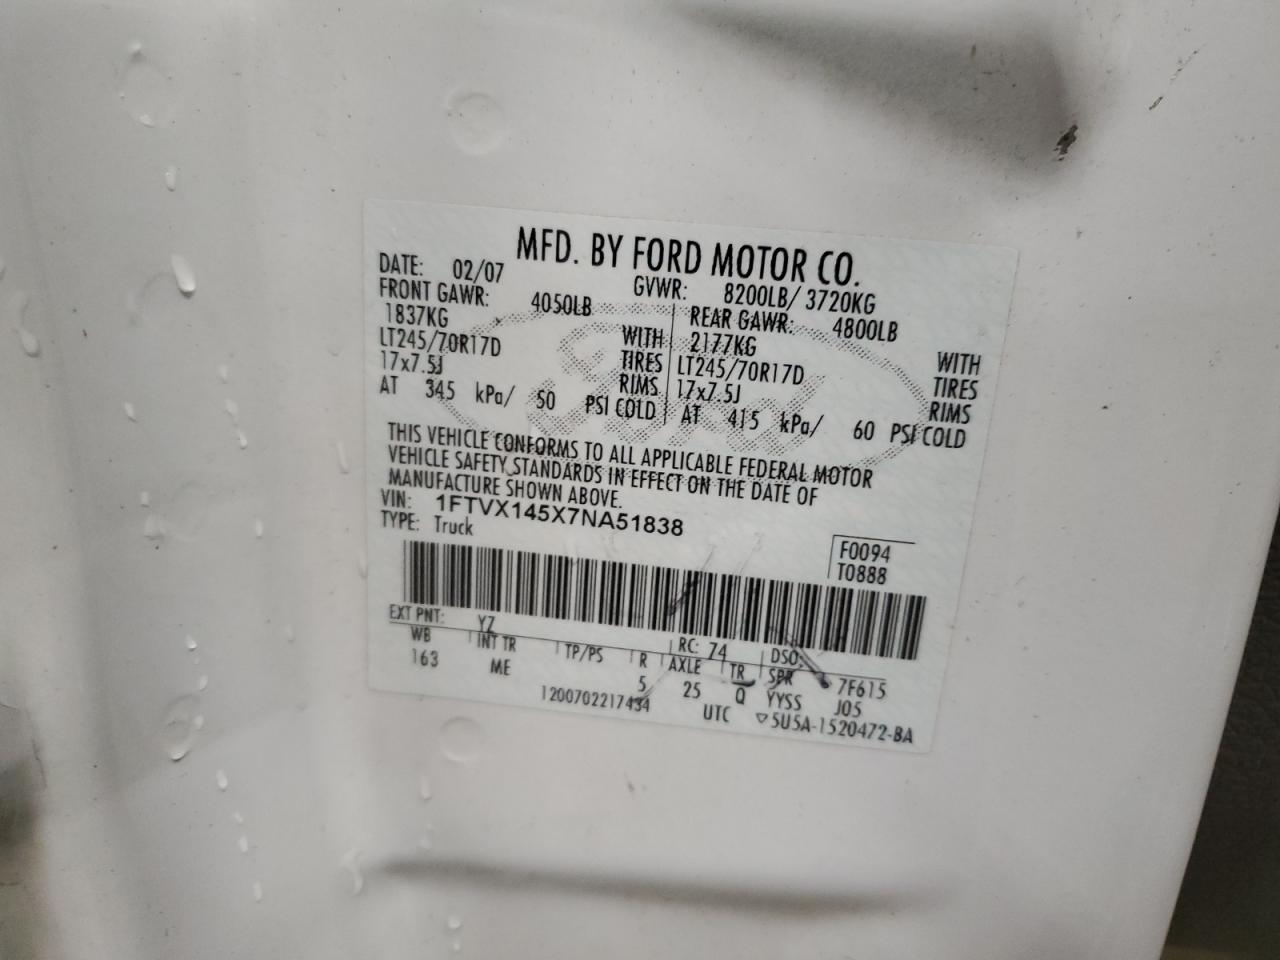 MFD. BY FORD MOTOR CO.
DATE: 02/07 GVWR: 8200LB/ 3720KG
FRONT GAWR: 4050LB REAR GAWR: 4800LB
1837KG WITH 2177KG WITH
LT245/70R17D TIRES LT245/70R17D TIRES
17x7.5J RIMS 17x7.5J RIMS
AT 345 kPa/ 50 PSI COLD AT 415 kPa/ 60 PSI COLD
THIS VEHICLE CONFORMS TO ALL APPLICABLE FEDERAL MOTOR
VEHICLE SAFETY STANDARDS IN EFFECT ON THE DATE OF
MANUFACTURE SHOWN ABOVE.
VIN: 1FTVX145X7NA51838
TYPE: Truck
F0094
T0888
EXT PNT: YZ RC: 74 DSO:
WB INT TR TP/PS R AXLE TR SPR 7F615
163 ME 5 25 Q YYSS J05
1200702217434 UTC ▽5U5A-1520472-BA
Ford